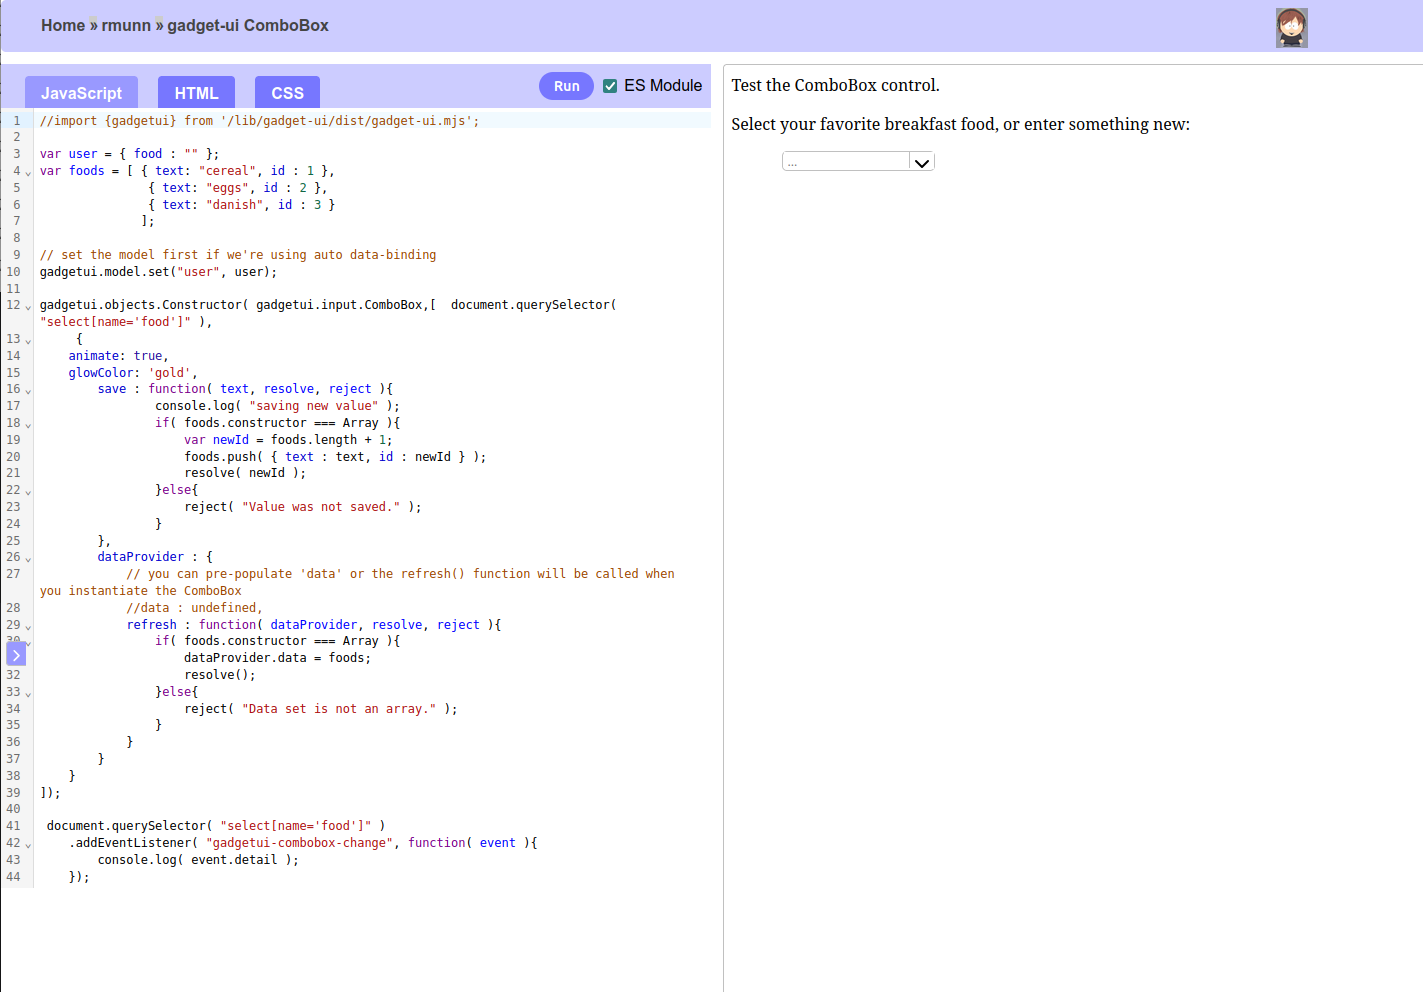 Home » rmunn » gadget-ui ComboBox
JavaScript HTML CSS Run ES Module
1 //import {gadgetui} from '/lib/gadget-ui/dist/gadget-ui.mjs';
2
3 var user = { food : "" };
4 var foods = [ { text: "cereal", id : 1 },
5 { text: "eggs", id : 2 },
6 { text: "danish", id : 3 }
7 ];
8
9 // set the model first if we're using auto data-binding
10 gadgetui.model.set("user", user);
11
12 gadgetui.objects.Constructor( gadgetui.input.ComboBox,[  document.querySelector(
"select[name='food']" ),
13 {
14 animate: true,
15 glowColor: 'gold',
16 save : function( text, resolve, reject ){
17 console.log( "saving new value" );
18 if( foods.constructor === Array ){
19 var newId = foods.length + 1;
20 foods.push( { text : text, id : newId } );
21 resolve( newId );
22 }else{
23 reject( "Value was not saved." );
24 }
25 },
26 dataProvider : {
27 // you can pre-populate 'data' or the refresh() function will be called when
you instantiate the ComboBox
28 //data : undefined,
29 refresh : function( dataProvider, resolve, reject ){
30 if( foods.constructor === Array ){
dataProvider.data = foods;
32 resolve();
33 }else{
34 reject( "Data set is not an array." );
35 }
36 }
37 }
38 }
39 ]);
40
41 document.querySelector( "select[name='food']" )
42 .addEventListener( "gadgetui-combobox-change", function( event ){
43 console.log( event.detail );
44 });
Test the ComboBox control.
Select your favorite breakfast food, or enter something new:
...